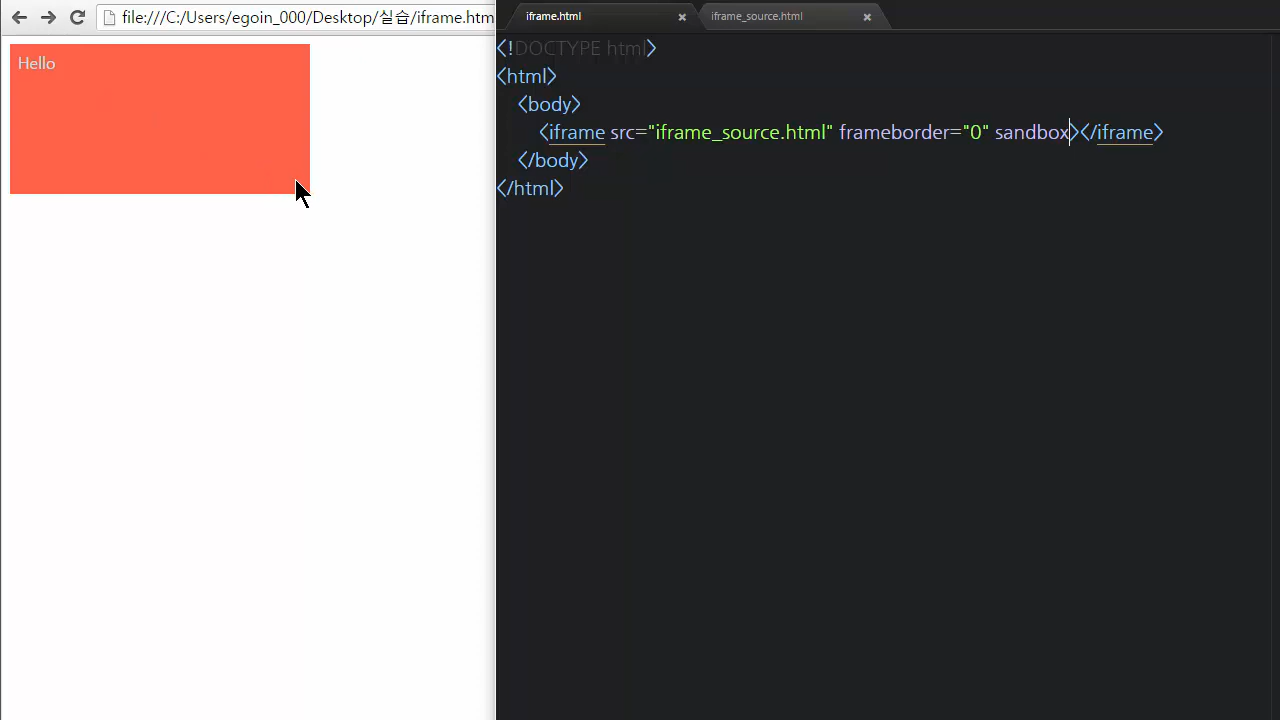 file:///C:/Users/egoin_000/Desktop/실습/iframe.htm
Hello
iframe.html
iframe_source.html
<!DOCTYPE html>
<html>
<body>
<iframe src="iframe_source.html" frameborder="0" sandbox></iframe>
</body>
</html>